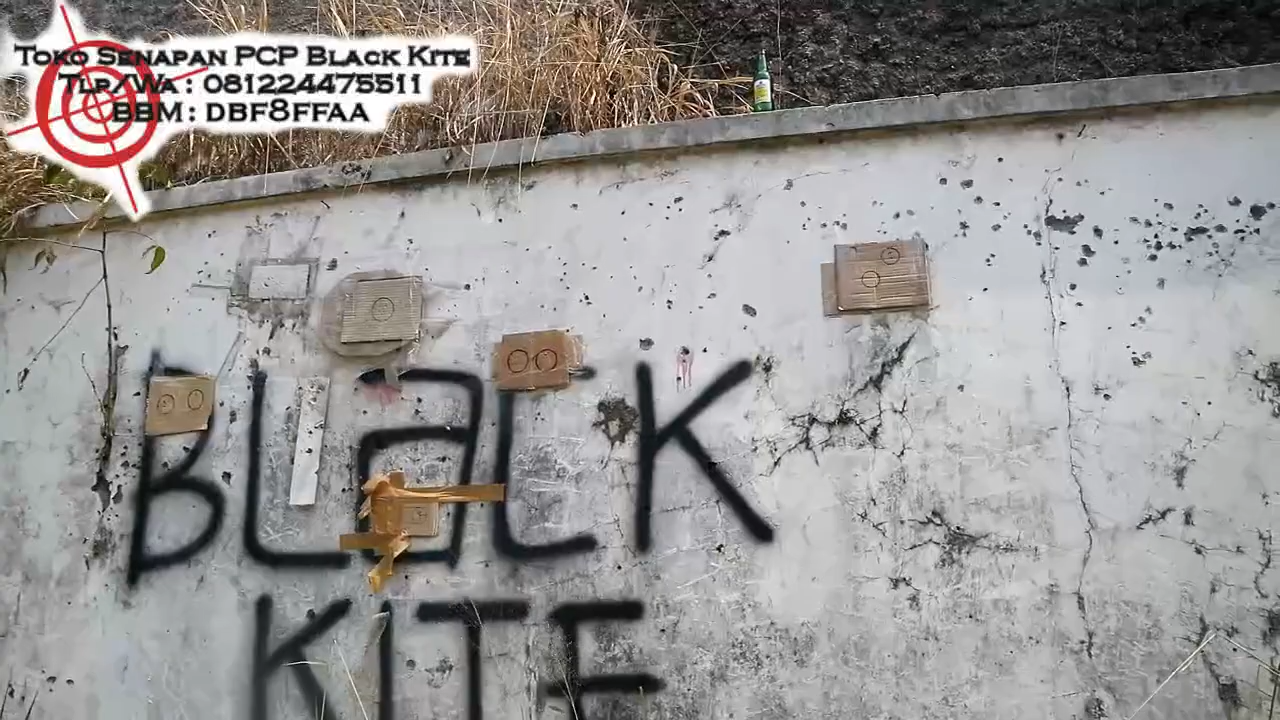 Toko Senapan PCP Black Kite
Tlp/Wa : 081224475511
BBM : DBF8FFAA
BLaCK
KITE